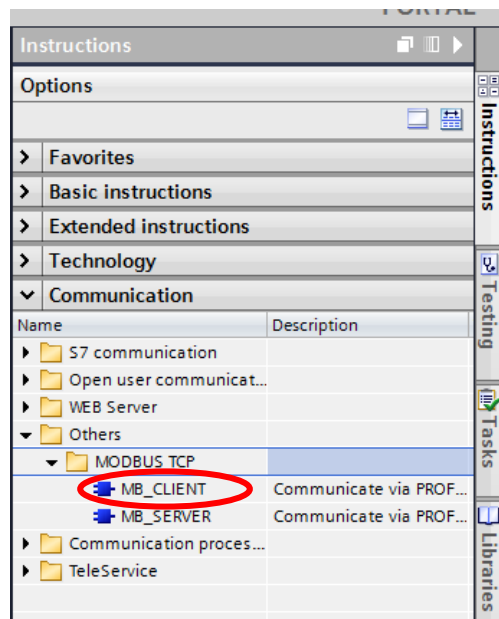 PORTAL
Instructions
Options
> Favorites
> Basic instructions
> Extended instructions
> Technology
Communication
Name Description
S7 communication
Open user communicat...
WEB Server
Others
MODBUS TCP
MB_CLIENT Communicate via PROF...
MB_SERVER Communicate via PROF...
Communication proces...
TeleService
Instructions
Testing
Tasks
Libraries